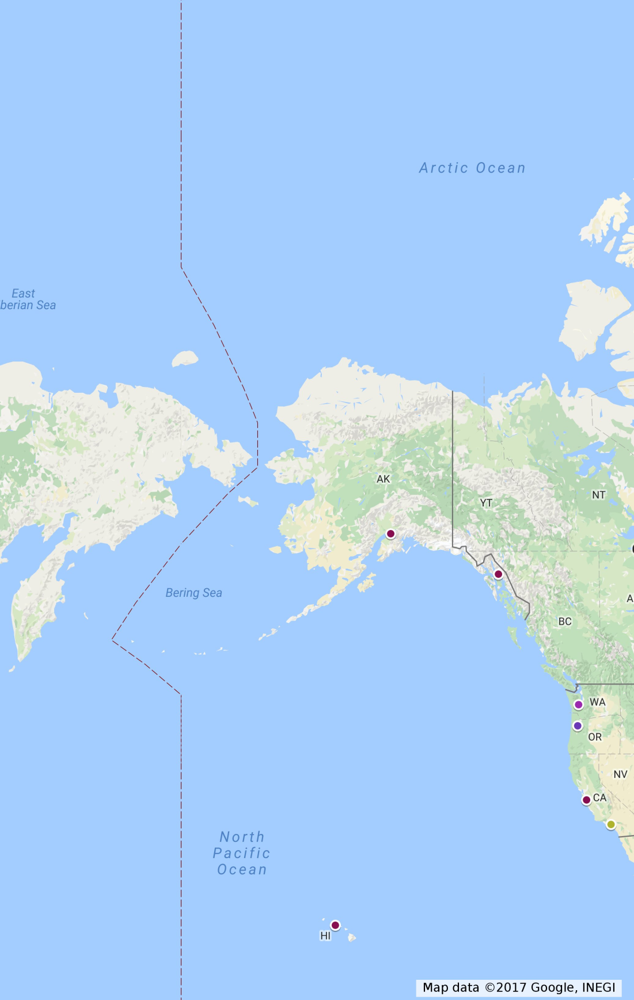 Arctic Ocean
East
berian Sea
AK
YT
NT
Bering Sea
A
BC
WA
OR
NV
CA
North
Pacific
Ocean
HI
Map data ©2017 Google, INEGI